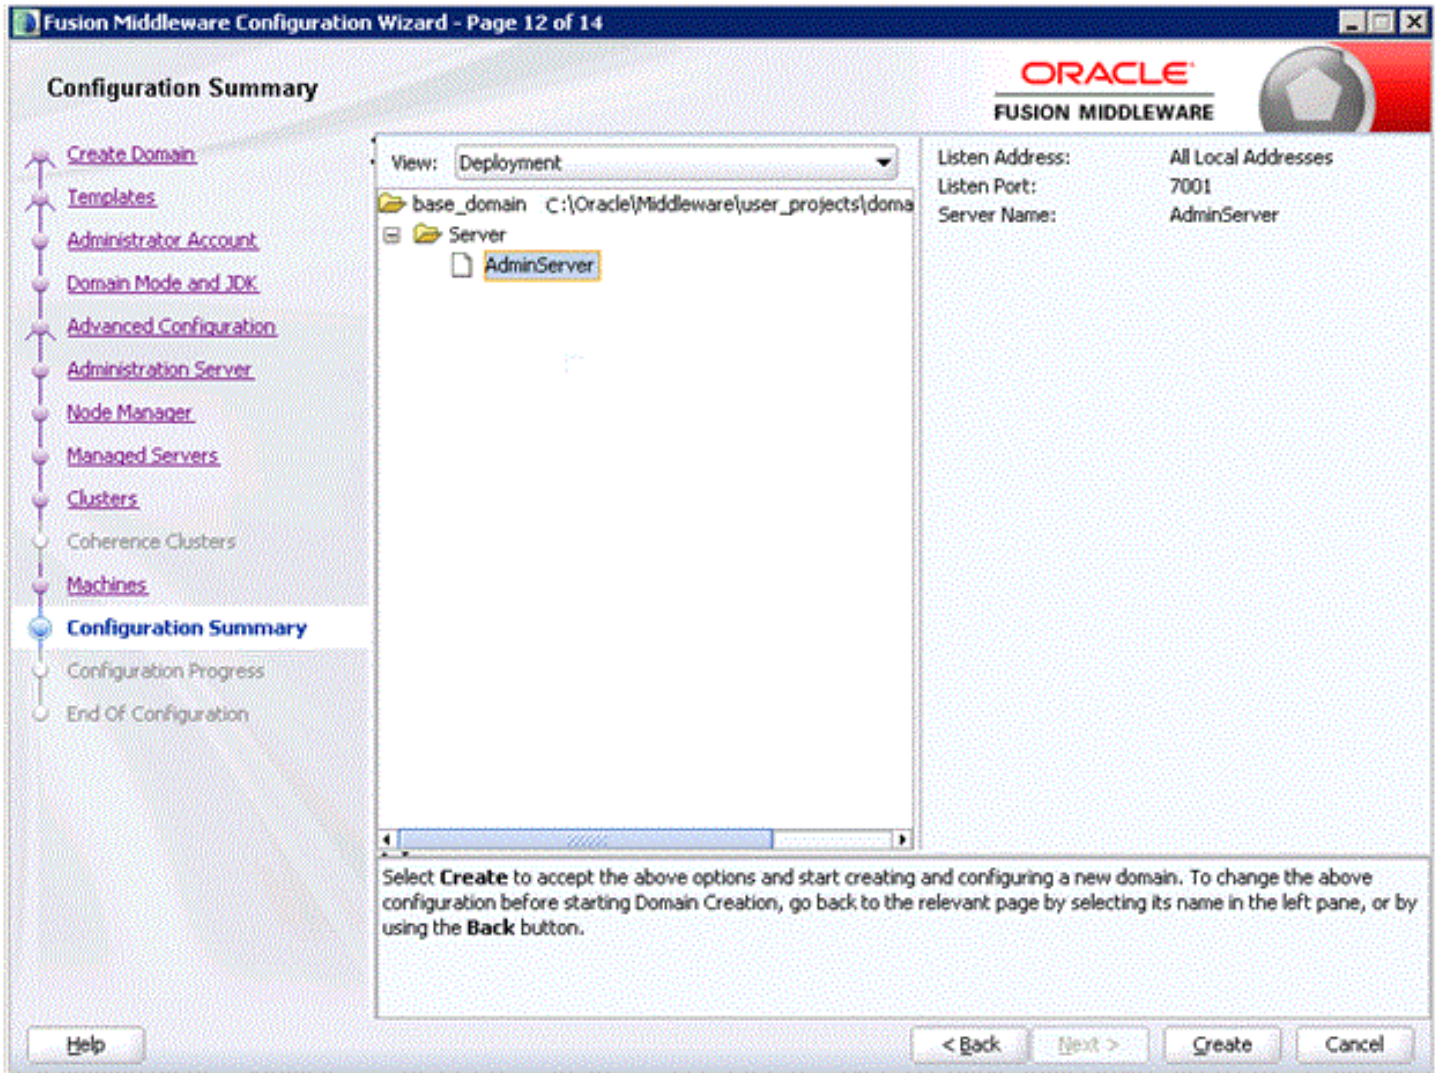 Fusion Middleware Configuration Wizard - Page 12 of 14
Configuration Summary
ORACLE
FUSION MIDDLEWARE
Create Domain
Templates
Administrator Account
Domain Mode and JDK
Advanced Configuration
Administration Server
Node Manager
Managed Servers
Clusters
Coherence Clusters
Machines
Configuration Summary
Configuration Progress
End Of Configuration
View: Deployment
base_domain C:\Oracle\Middleware\user_projects\doma
Server
AdminServer
Listen Address: All Local Addresses
Listen Port: 7001
Server Name: AdminServer
Select Create to accept the above options and start creating and configuring a new domain. To change the above
configuration before starting Domain Creation, go back to the relevant page by selecting its name in the left pane, or by
using the Back button.
Help < Back Next > Create Cancel